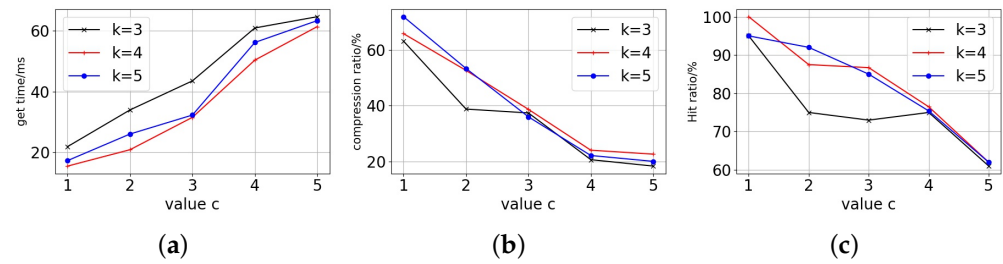 get time/ms
60
40
20
k=3
k=4
k=5
1 2 3 4 5
value c
(a)
compression ratio/%
60
40
20
k=3
k=4
k=5
1 2 3 4 5
value c
(b)
Hit ratio/%
100
90
80
70
60
k=3
k=4
k=5
1 2 3 4 5
value c
(c)